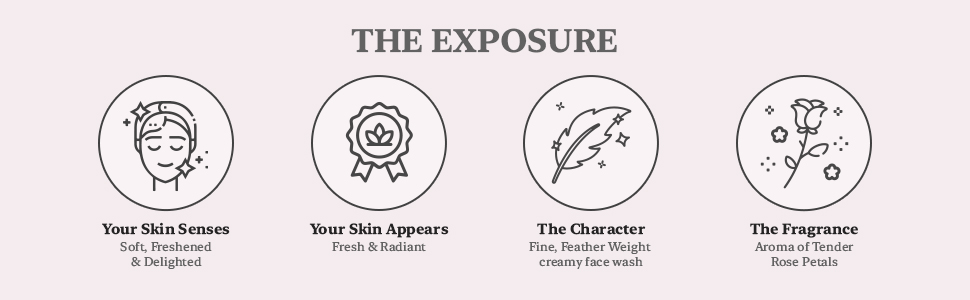 THE EXPOSURE
Your Skin Senses
Soft, Freshened
& Delighted
Your Skin Appears
Fresh & Radiant
The Character
Fine, Feather Weight
creamy face wash
The Fragrance
Aroma of Tender
Rose Petals